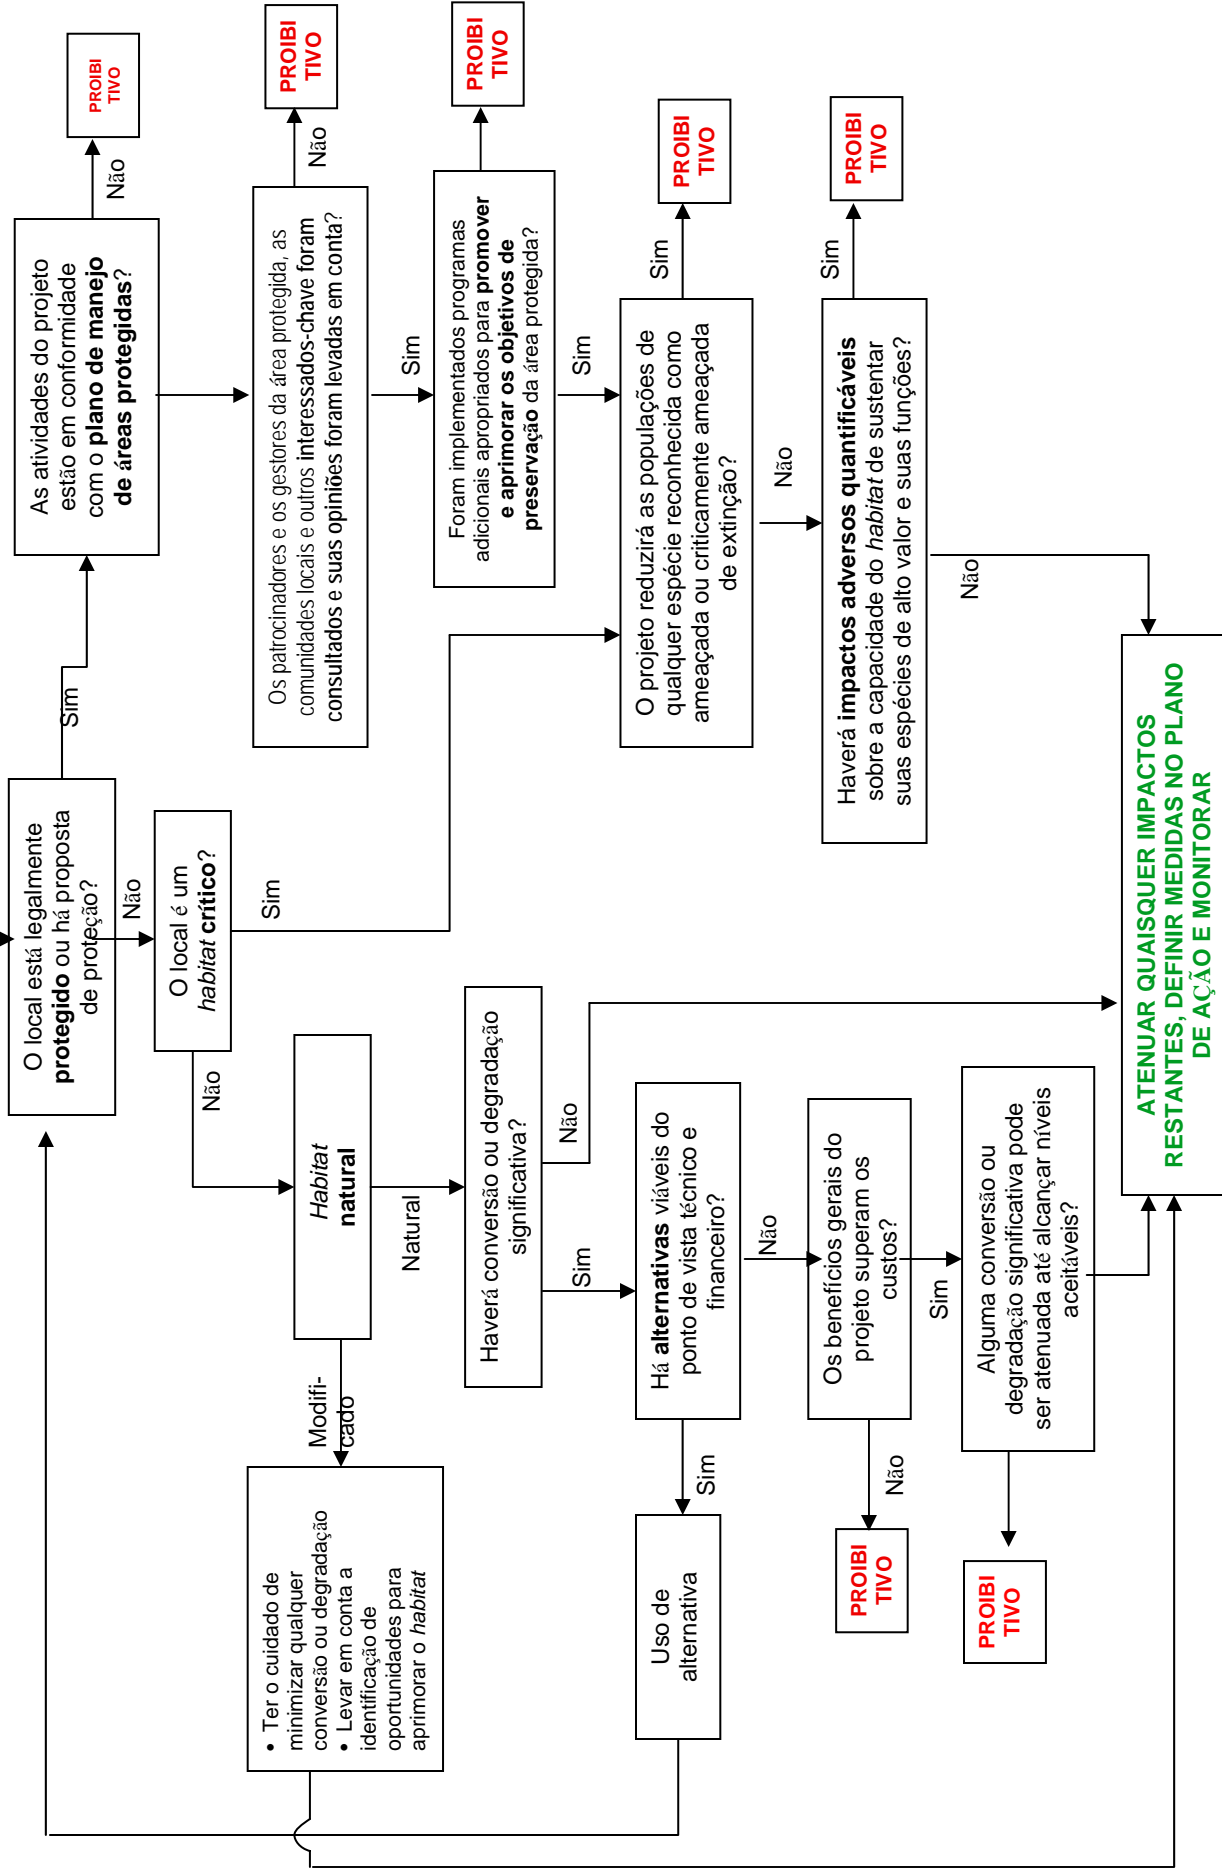 O local está legalmente
protegido ou há proposta
de proteção?
Sim
As atividades do projeto
estão em conformidade
com o plano de manejo
de áreas protegidas?
Não
PROIBI
TIVO
Não
O local é um
habitat crítico?
Sim
Não
Os patrocinadores e os gestores da área protegida, as
comunidades locais e outros interessados-chave foram
consultados e suas opiniões foram levadas em conta?
Não
PROIBI
TIVO
Sim
Foram implementados programas
adicionais apropriados para promover
e aprimorar os objetivos de
preservação da área protegida?
PROIBI
TIVO
Sim
Habitat
natural
Modifi-
cado
Natural
• Ter o cuidado de
minimizar qualquer
conversão ou degradação
• Levar em conta a
identificação de
oportunidades para
aprimorar o habitat
Haverá conversão ou degradação
significativa?
Sim
Não
O projeto reduzirá as populações de
qualquer espécie reconhecida como
ameaçada ou criticamente ameaçada
de extinção?
Sim
PROIBI
TIVO
Não
Há alternativas viáveis do
ponto de vista técnico e
financeiro?
Sim
Não
Uso de
alternativa
Haverá impactos adversos quantificáveis
sobre a capacidade do habitat de sustentar
suas espécies de alto valor e suas funções?
Sim
PROIBI
TIVO
Não
Os benefícios gerais do
projeto superam os
custos?
Não
PROIBI
TIVO
Sim
Alguma conversão ou
degradação significativa pode
ser atenuada até alcançar níveis
aceitáveis?
PROIBI
TIVO
ATENUAR QUAISQUER IMPACTOS
RESTANTES, DEFINIR MEDIDAS NO PLANO
DE AÇÃO E MONITORAR